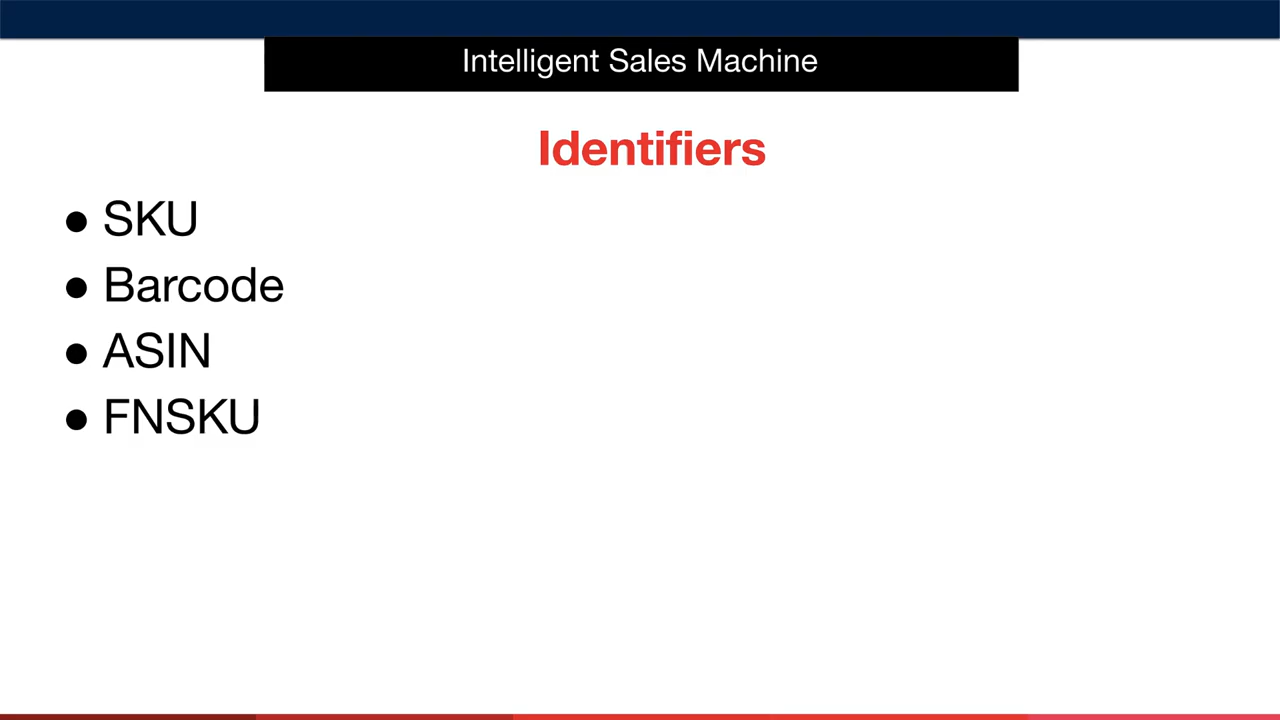 Intelligent Sales Machine
Identifiers
● SKU
● Barcode
● ASIN
● FNSKU